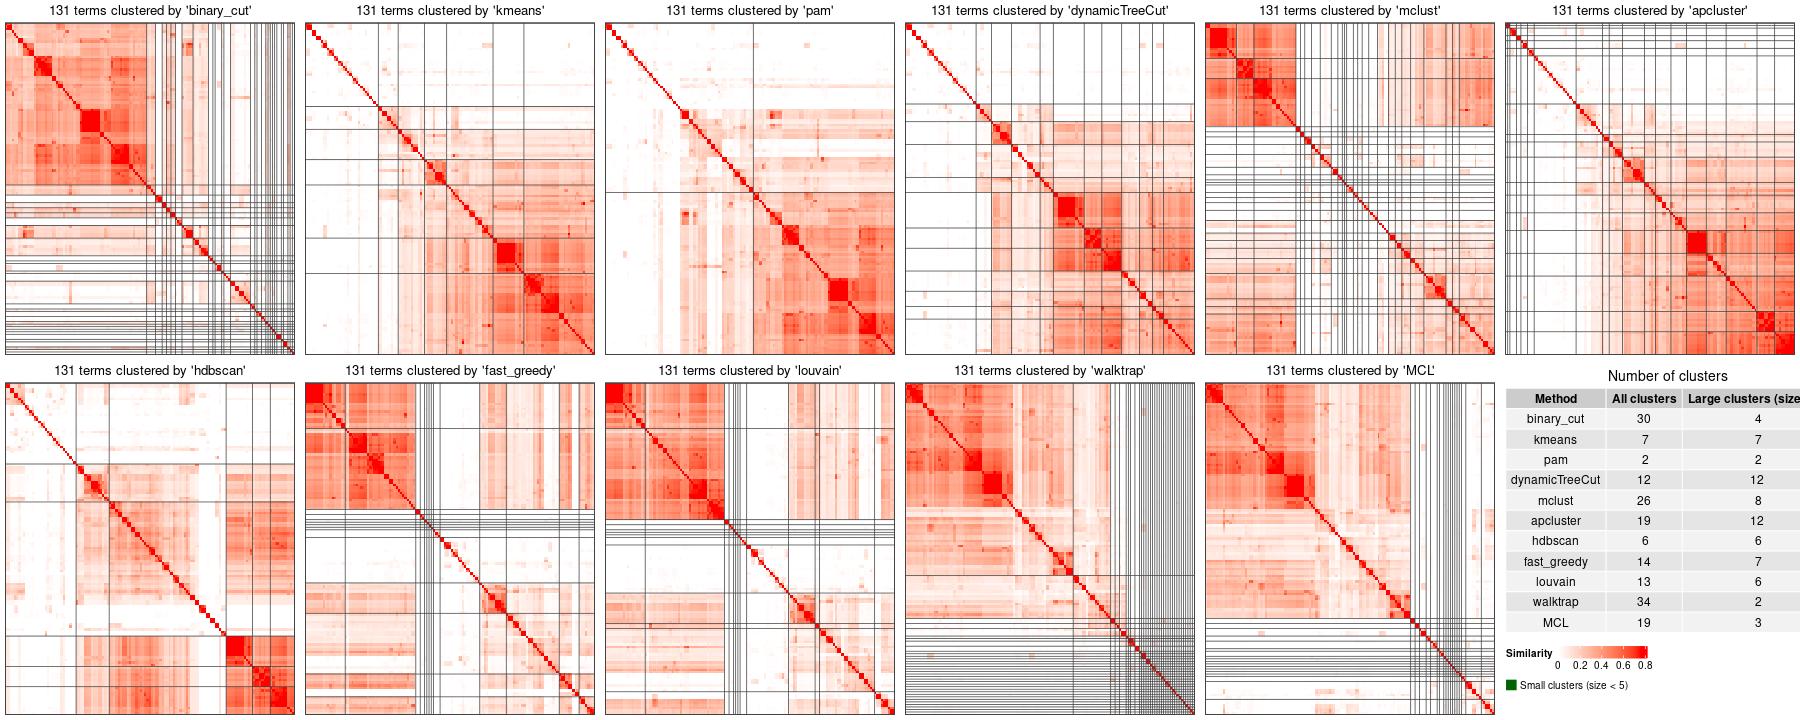 131 terms clustered by 'binary_cut'
131 terms clustered by 'kmeans'
131 terms clustered by 'pam'
131 terms clustered by 'dynamicTreeCut'
131 terms clustered by 'mclust'
131 terms clustered by 'apcluster'
131 terms clustered by 'hdbscan'
131 terms clustered by 'fast_greedy'
131 terms clustered by 'louvain'
131 terms clustered by 'walktrap'
131 terms clustered by 'MCL'
Number of clusters
Method All clusters Large clusters (size
binary_cut 30 4
kmeans 7 7
pam 2 2
dynamicTreeCut 12 12
mclust 26 8
apcluster 19 12
hdbscan 6 6
fast_greedy 14 7
louvain 13 6
walktrap 34 2
MCL 19 3
Similarity
0 0.2 0.4 0.6 0.8
Small clusters (size < 5)